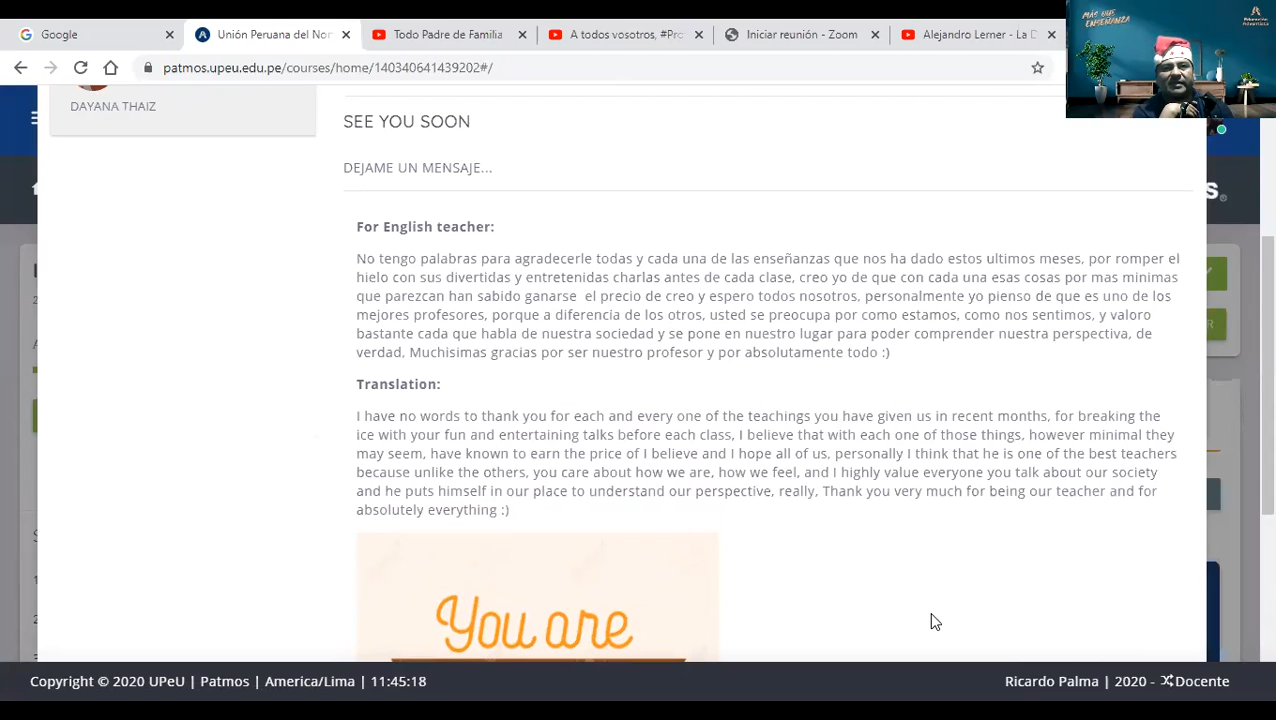 Google
Unión Peruana del Nor
Todo Padre de Familia
A todos vosotros, #Pro
Iniciar reunión - Zoom
Alejandro Lerner - La D
MÁS QUE
ENSEÑANZA
patmos.upeu.edu.pe/courses/home/140340641439202#/
DAYANA THAIZ
SEE YOU SOON
DEJAME UN MENSAJE...
For English teacher:
No tengo palabras para agradecerle todas y cada una de las enseñanzas que nos ha dado estos ultimos meses, por romper el
hielo con sus divertidas y entretenidas charlas antes de cada clase, creo yo de que con cada una esas cosas por mas minimas
que parezcan han sabido ganarse el precio de creo y espero todos nosotros, personalmente yo pienso de que es uno de los
mejores profesores, porque a diferencia de los otros, usted se preocupa por como estamos, como nos sentimos, y valoro
bastante cada que habla de nuestra sociedad y se pone en nuestro lugar para poder comprender nuestra perspectiva, de
verdad, Muchisimas gracias por ser nuestro profesor y por absolutamente todo :)
Translation:
I have no words to thank you for each and every one of the teachings you have given us in recent months, for breaking the
ice with your fun and entertaining talks before each class, I believe that with each one of those things, however minimal they
may seem, have known to earn the price of I believe and I hope all of us, personally I think that he is one of the best teachers
because unlike the others, you care about how we are, how we feel, and I highly value everyone you talk about our society
and he puts himself in our place to understand our perspective, really, Thank you very much for being our teacher and for
absolutely everything :)
You are
Copyright © 2020 UPeU | Patmos | America/Lima | 11:45:18
Ricardo Palma | 2020 - Docente